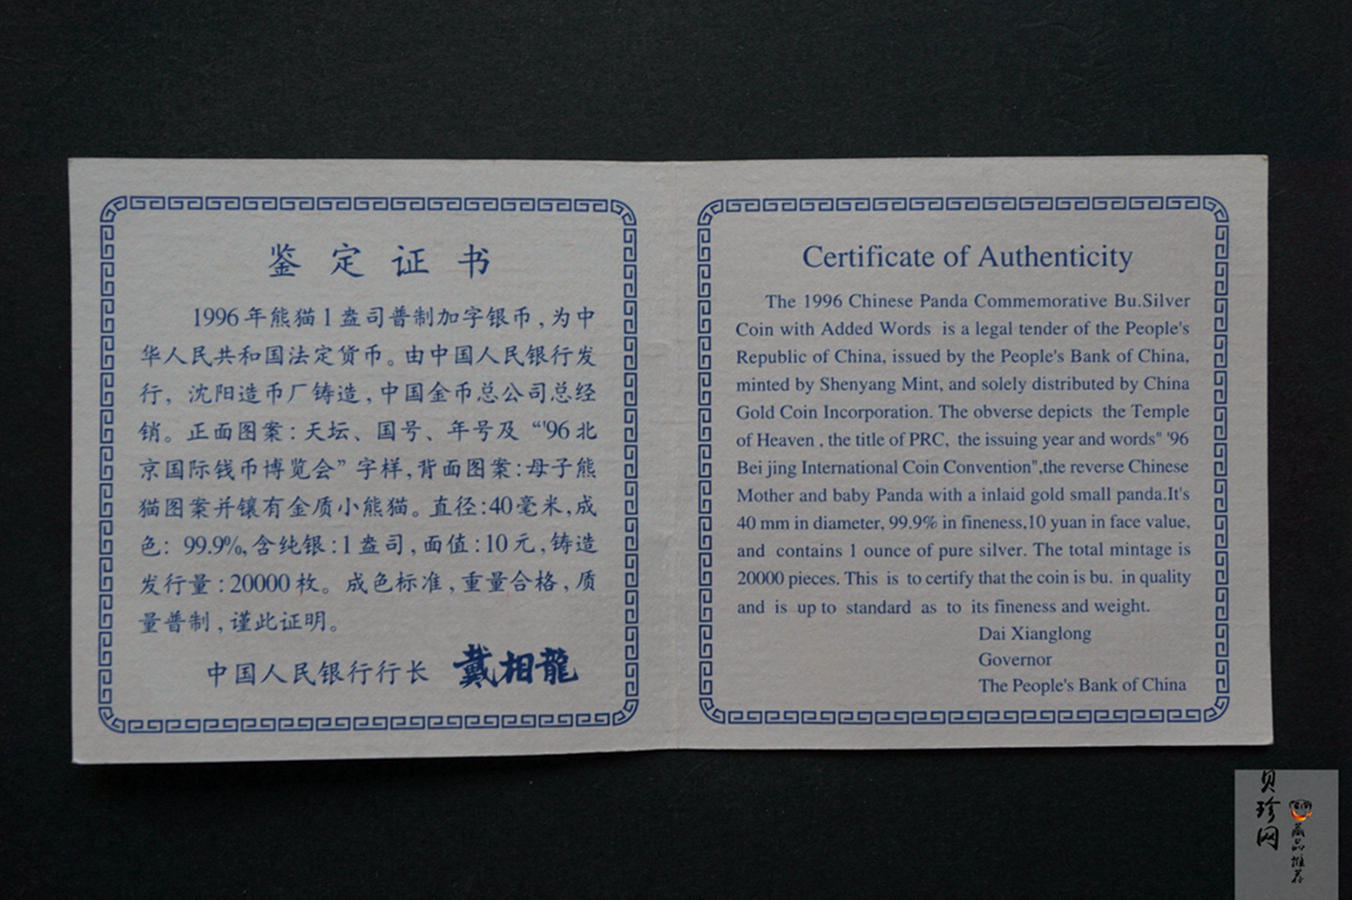 鉴定证书
1996年熊猫1盎司普制加字银币,为中
华人民共和国法定货币。由中国人民银行发
行, 沈阳造币厂铸造,中国金币总公司总经
销。正面图案:天坛、国号、年号及 “'96北
京国际钱币博览会”字样,背面图案:母子熊
猫图案并镶有金质小熊猫。直径:40毫米,成
色: 99.9%,含纯银:1盎司,面值:10元,铸造
发行量:20000枚。成色标准,重量合格,质
量普制,谨此证明。
中国人民银行行长 戴相龍
Certificate of Authenticity
The 1996 Chinese Panda Commemorative Bu.Silver
Coin with Added Words is a legal tender of the People's
Republic of China, issued by the People's Bank of China,
minted by Shenyang Mint, and solely distributed by China
Gold Coin Incorporation. The obverse depicts the Temple
of Heaven , the title of PRC, the issuing year and words" '96
Bei jing International Coin Convention",the reverse Chinese
Mother and baby Panda with a inlaid gold small panda.It's
40 mm in diameter, 99.9% in fineness,10 yuan in face value,
and contains 1 ounce of pure silver. The total mintage is
20000 pieces. This is to certify that the coin is bu. in quality
and is up to standard as to its fineness and weight.
Dai Xianglong
Governor
The People's Bank of China
贝珍网
藏品推荐